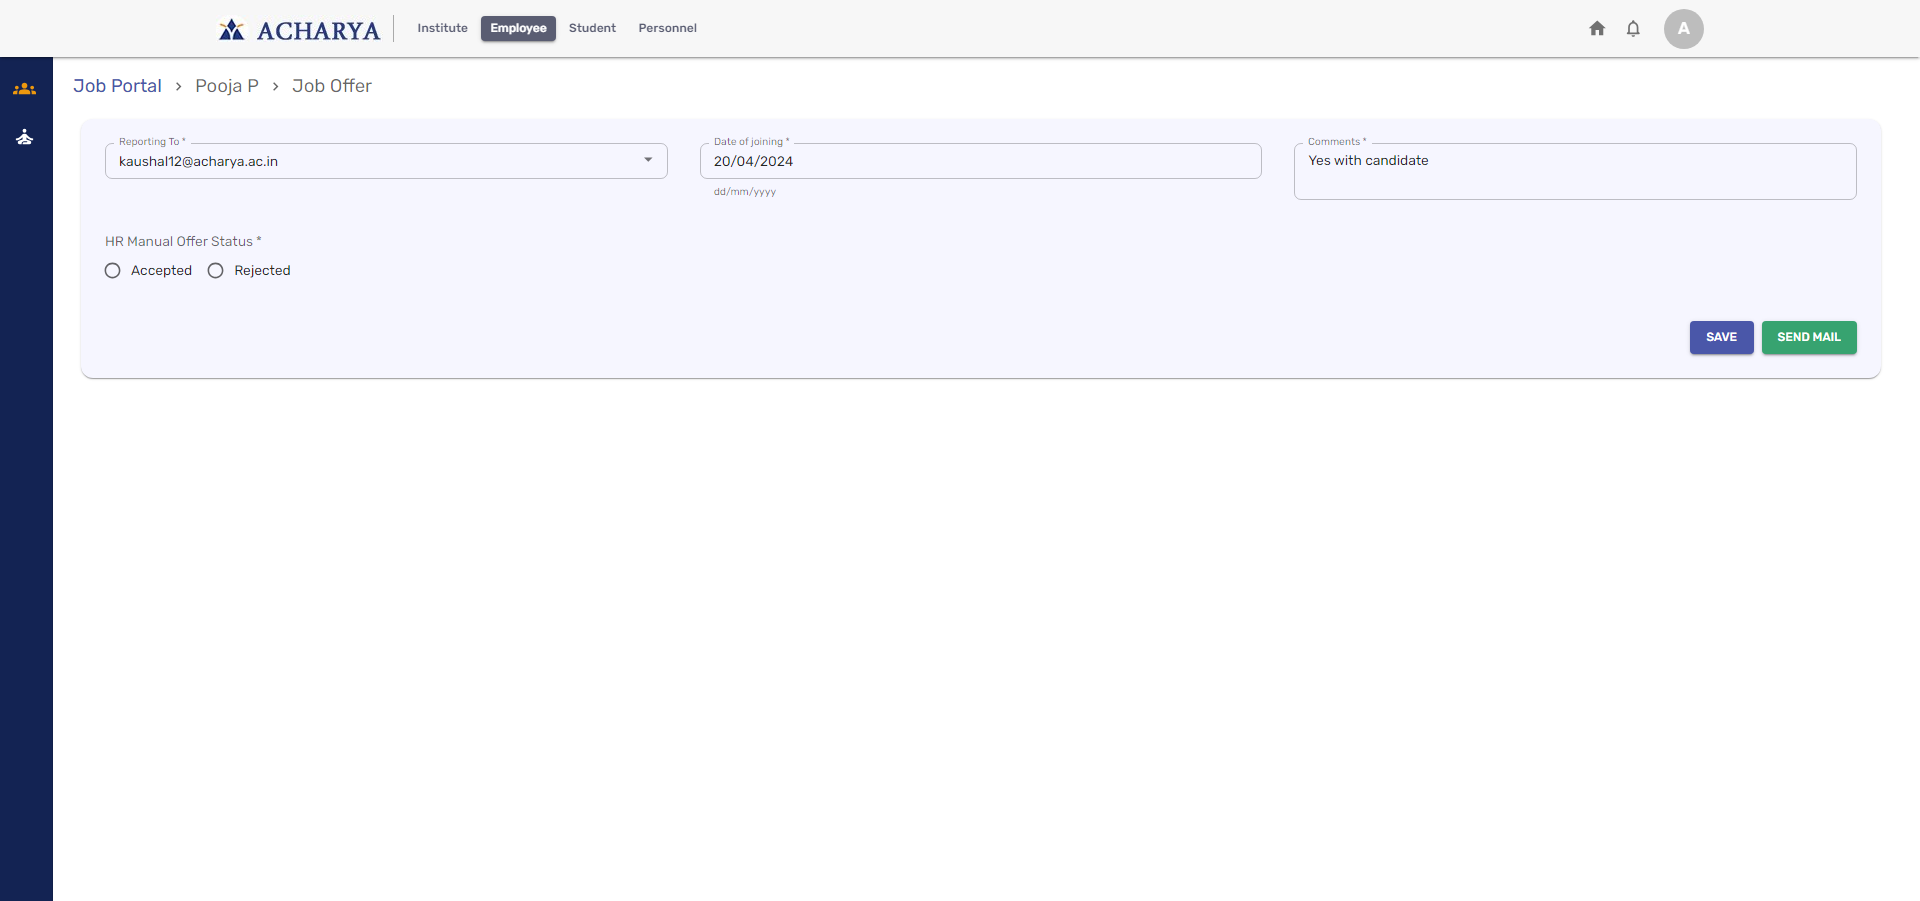 ACHARYA
Institute
Employee
Student
Personnel
A
Job Portal > Pooja P > Job Offer
Reporting To *
kaushal12@acharya.ac.in
Date of joining *
20/04/2024
dd/mm/yyyy
Comments *
Yes with candidate
HR Manual Offer Status *
Accepted
Rejected
SAVE
SEND MAIL